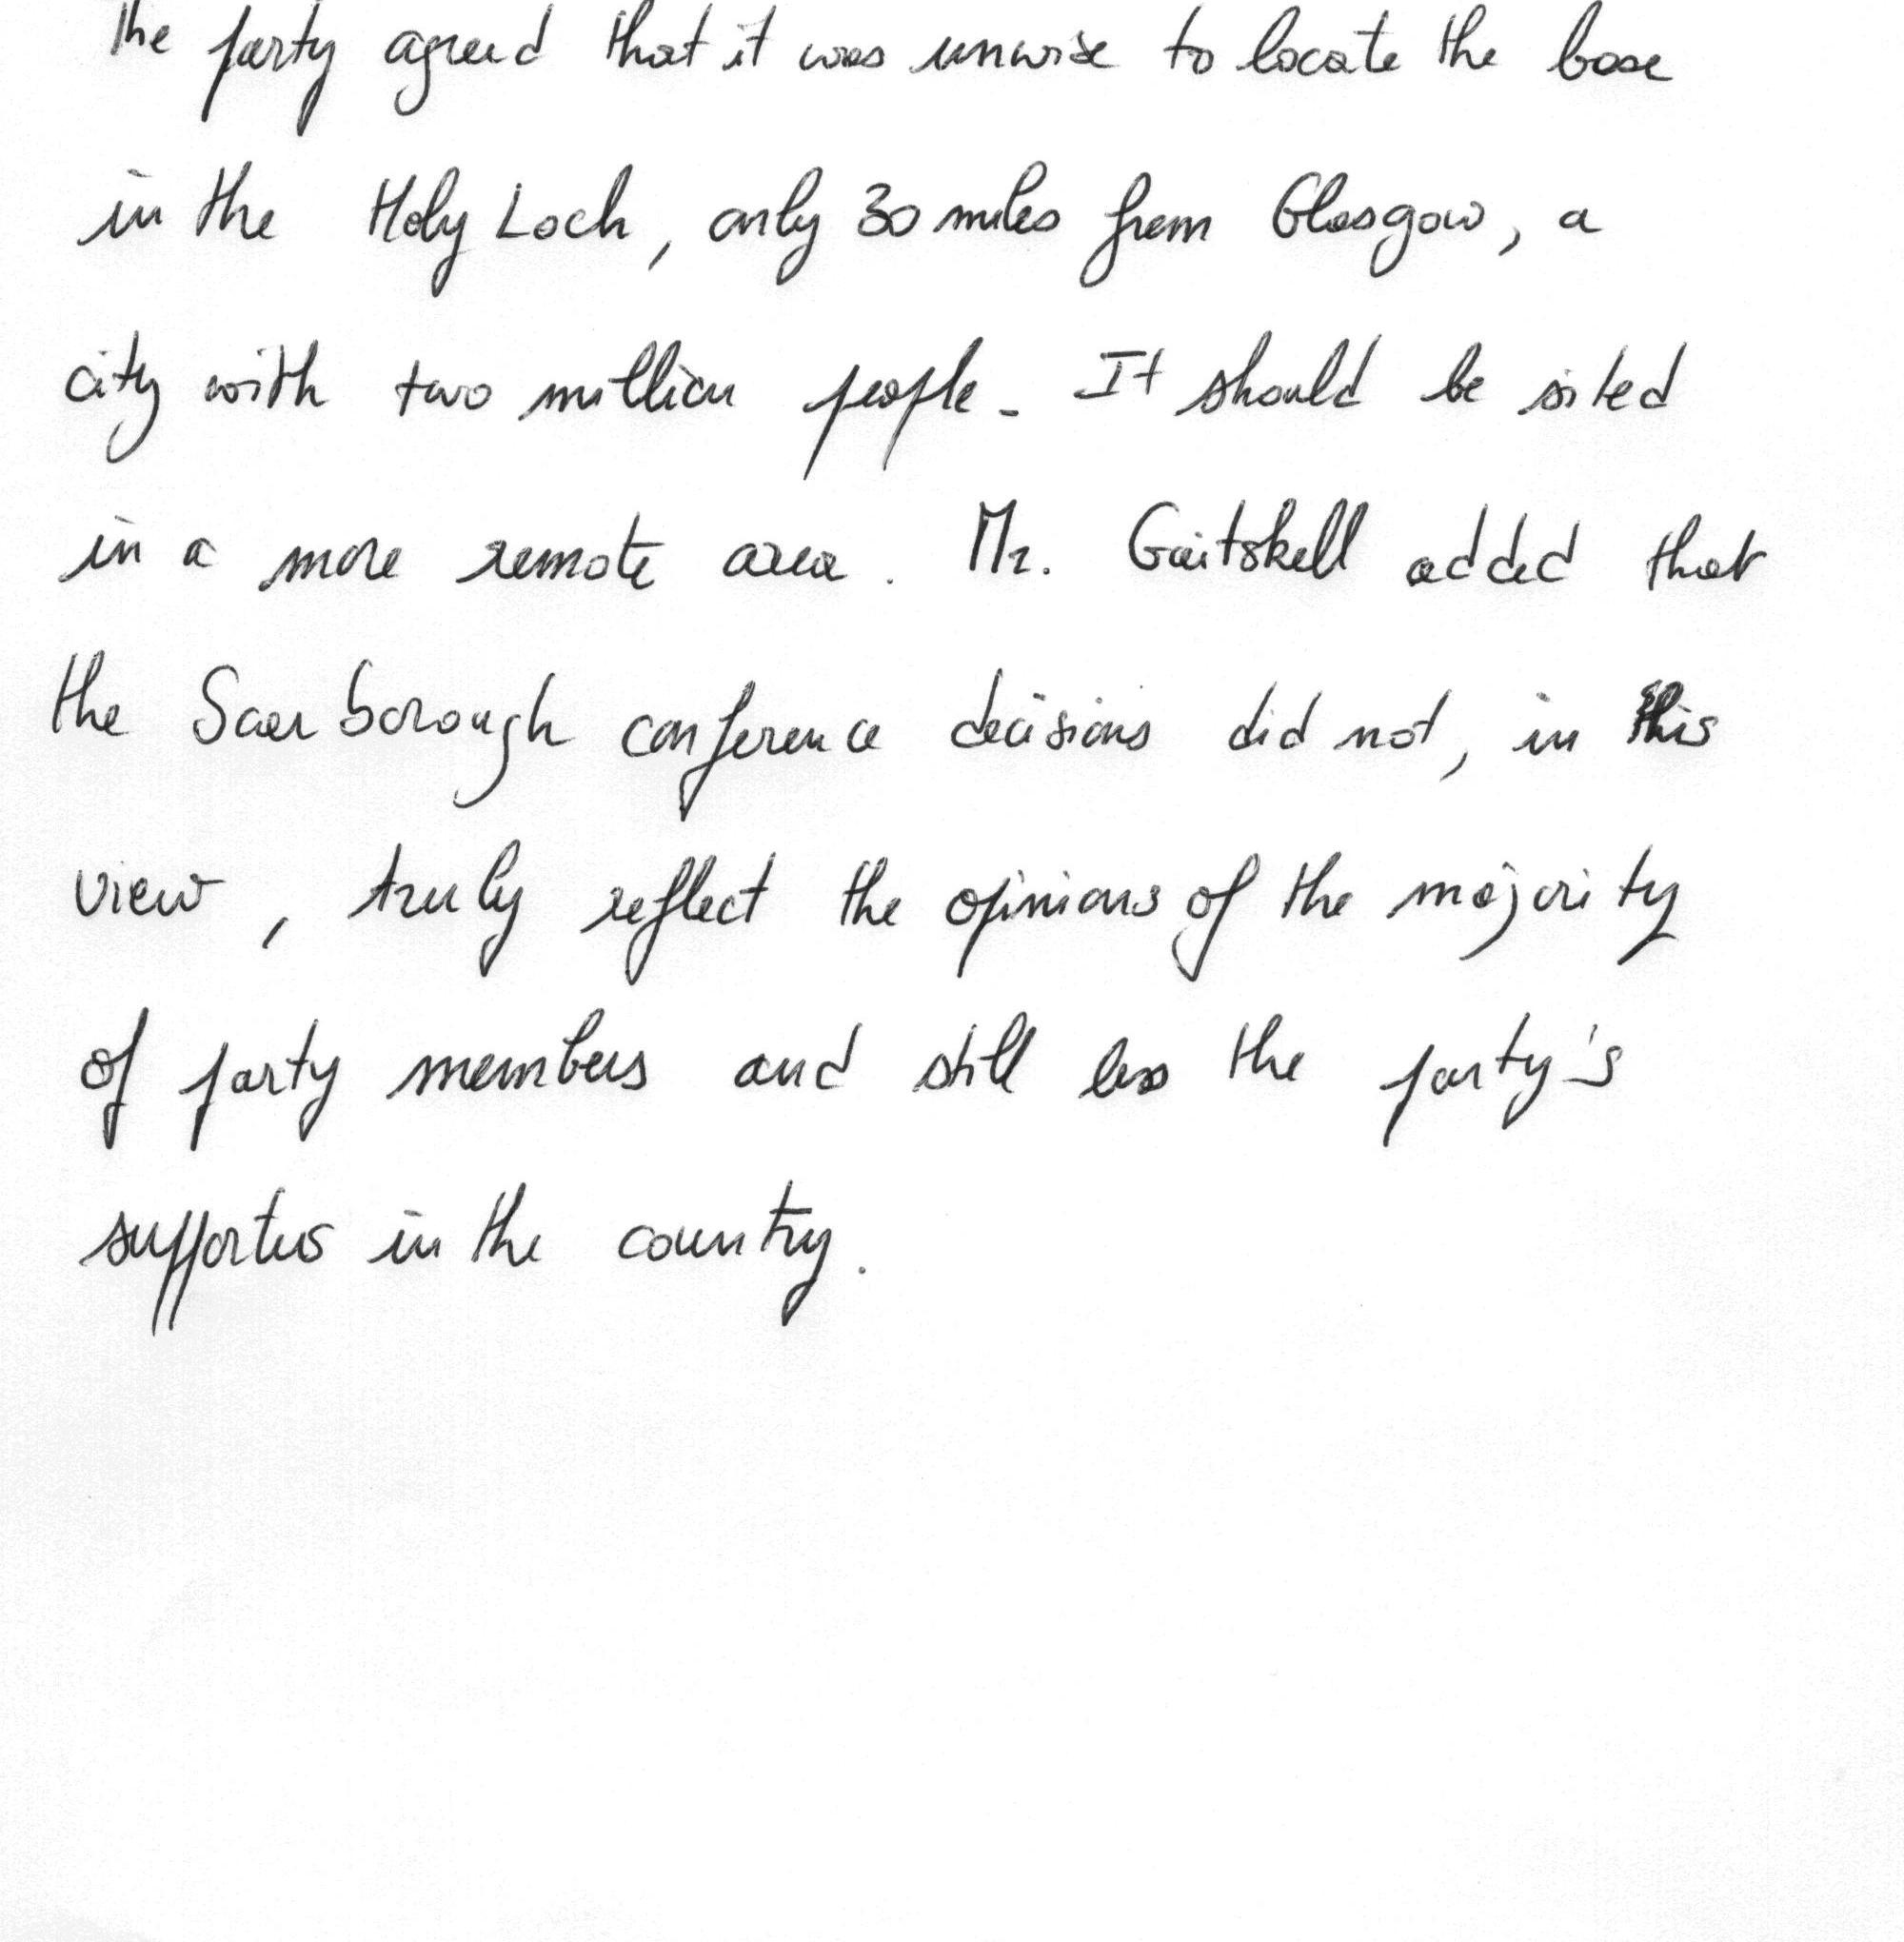 The party agreed that it was unwise to locate the base
in the Holy Loch, only 30 miles from Glasgow, a
city with two million people. It should be sited
in a more remote area. Mr. Gaitskell added that
the Scarborough conference decisions did not, in this
view, truly reflect the opinions of the majority
of party members and still less the party's
supporters in the country.